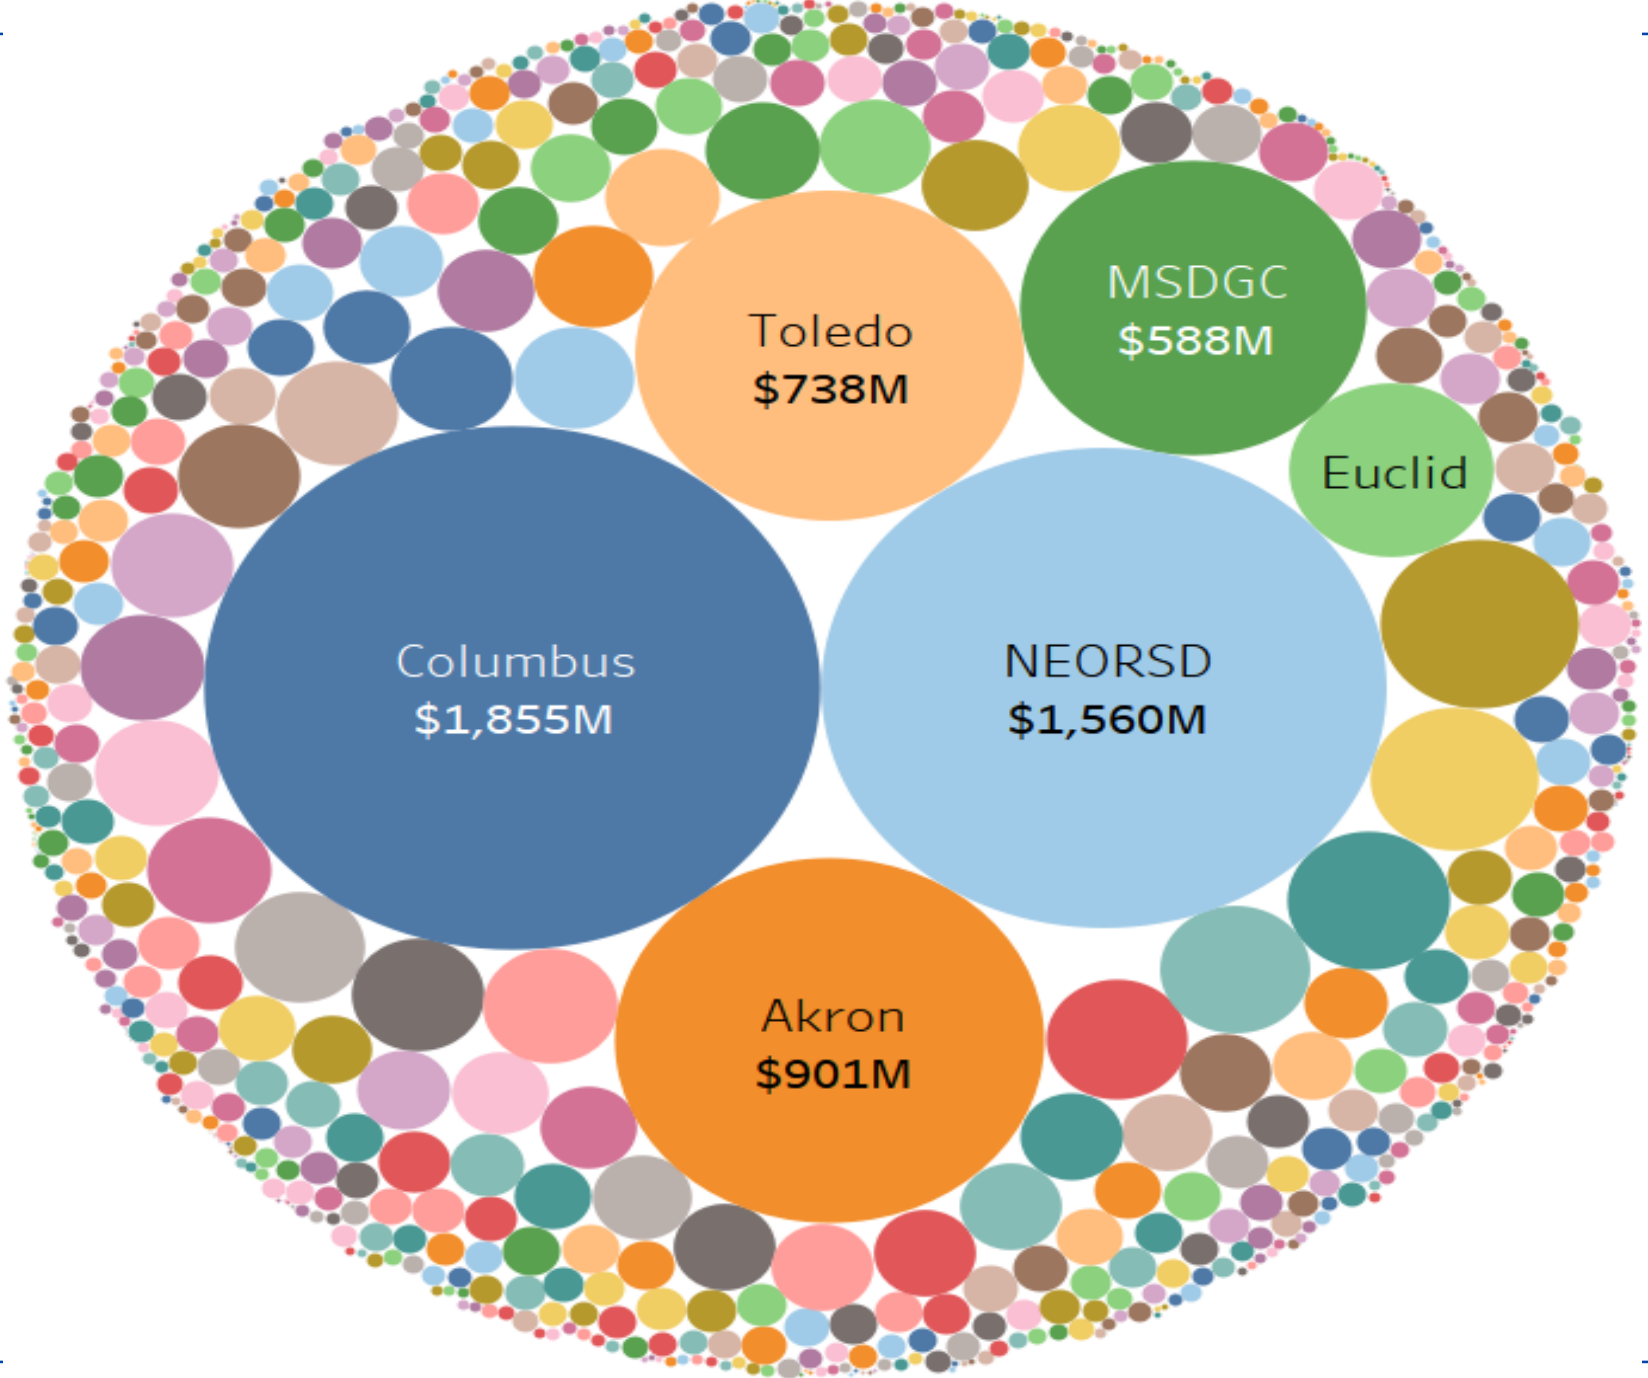 Toledo
$738M
MSDGC
$588M
Euclid
Columbus
$1,855M
NEORSD
$1,560M
Akron
$901M